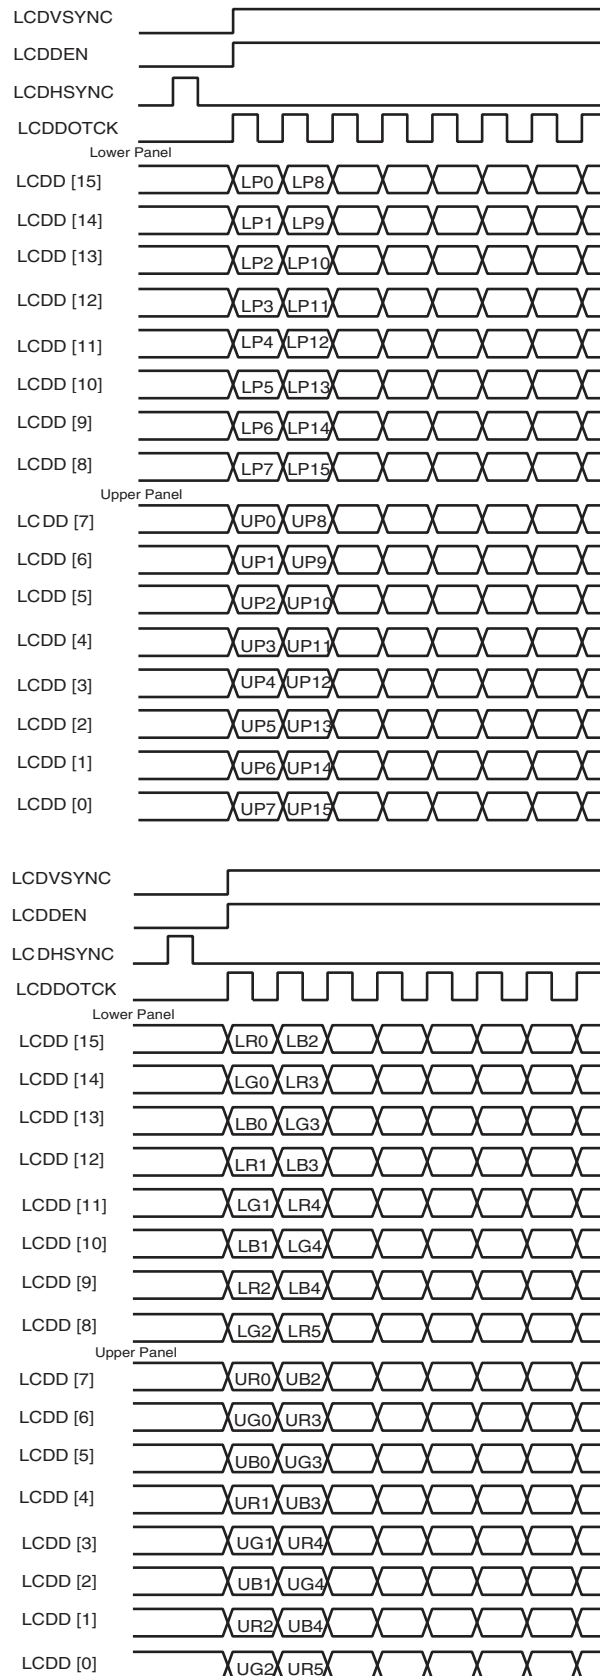 LCDVSYNC
LCDDEN
LCDHSYNC
LCDDOTCK
Lower Panel
LCDD [15] LP0 LP8
LCDD [14] LP1 LP9
LCDD [13] LP2 LP10
LCDD [12] LP3 LP11
LCDD [11] LP4 LP12
LCDD [10] LP5 LP13
LCDD [9] LP6 LP14
LCDD [8] LP7 LP15
Upper Panel
LCDD [7] UP0 UP8
LCDD [6] UP1 UP9
LCDD [5] UP2 UP10
LCDD [4] UP3 UP11
LCDD [3] UP4 UP12
LCDD [2] UP5 UP13
LCDD [1] UP6 UP14
LCDD [0] UP7 UP15
LCDVSYNC
LCDDEN
LCDHSYNC
LCDDOTCK
Lower Panel
LCDD [15] LR0 LB2
LCDD [14] LG0 LR3
LCDD [13] LB0 LG3
LCDD [12] LR1 LB3
LCDD [11] LG1 LR4
LCDD [10] LB1 LG4
LCDD [9] LR2 LB4
LCDD [8] LG2 LR5
Upper Panel
LCDD [7] UR0 UB2
LCDD [6] UG0 UR3
LCDD [5] UB0 UG3
LCDD [4] UR1 UB3
LCDD [3] UG1 UR4
LCDD [2] UB1 UG4
LCDD [1] UR2 UB4
LCDD [0] UG2 UR5